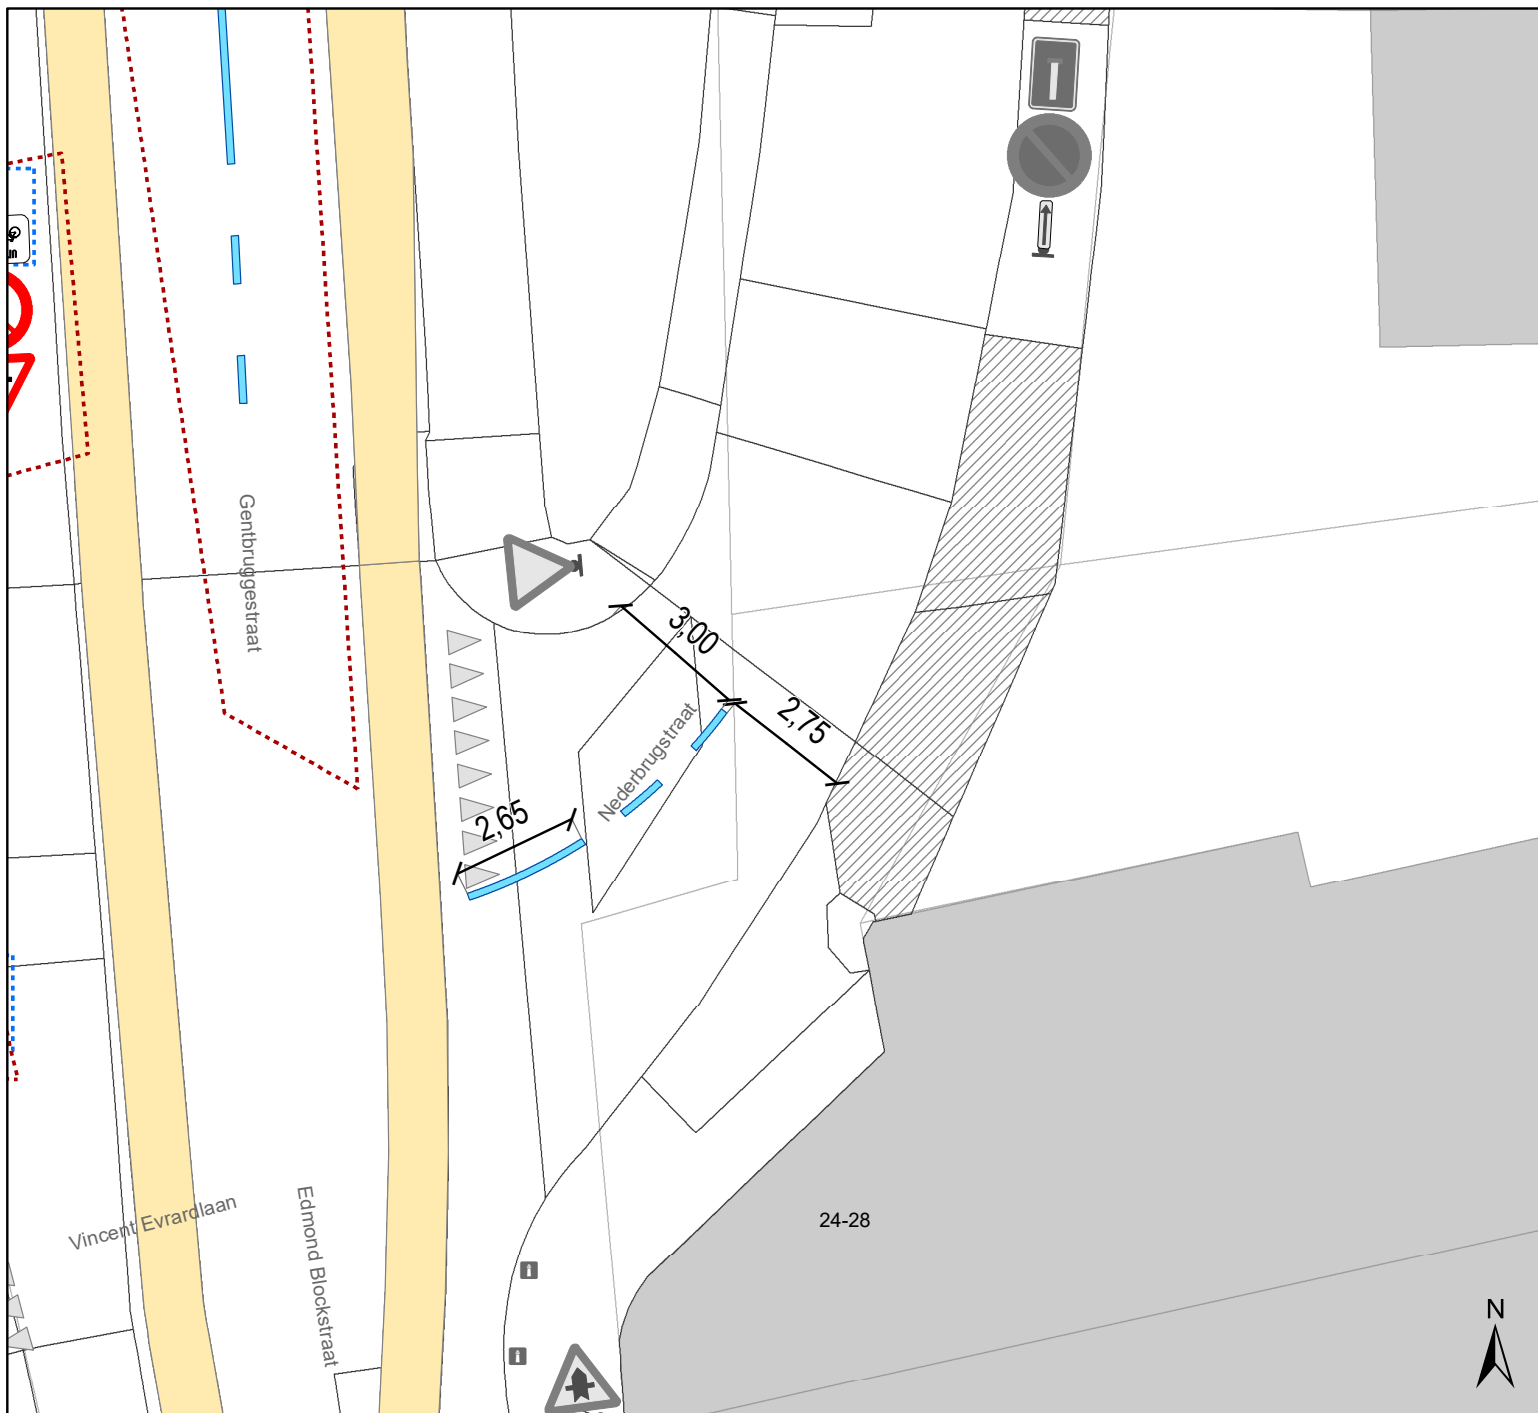 Gentbruggestraat
3,00
2,75
Nederbrugstraat
2,65
Vincent Evrardlaan
Edmond Blockstraat
24-28
N